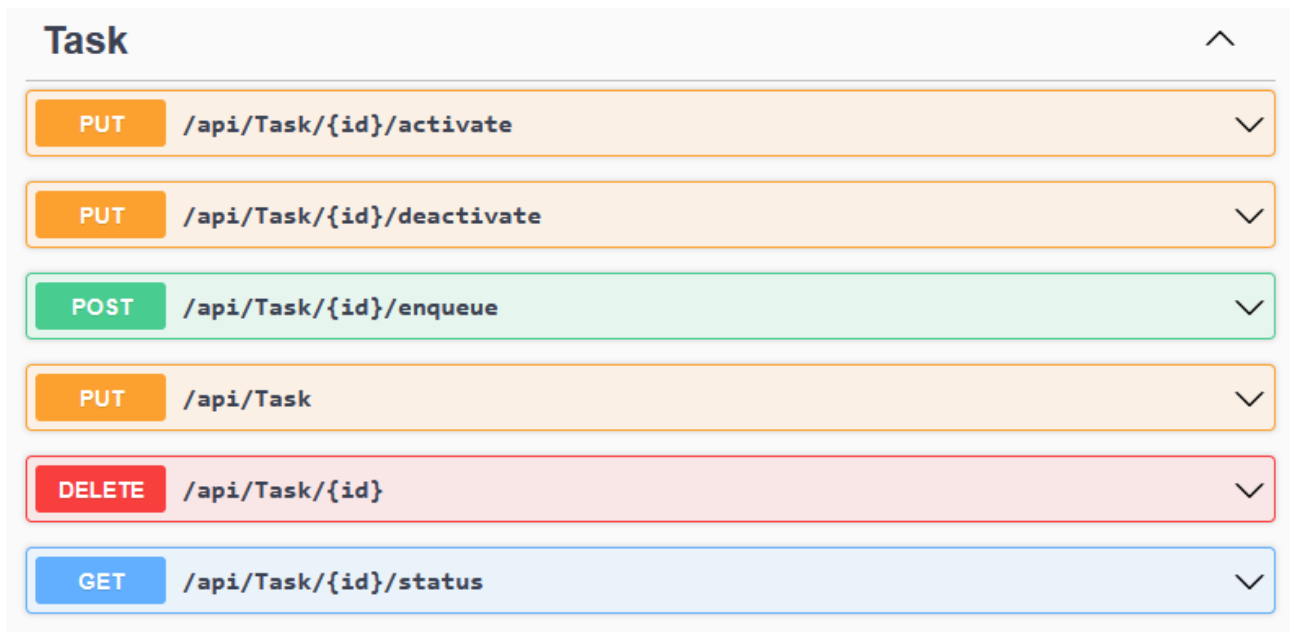 Task
PUT /api/Task/{id}/activate
PUT /api/Task/{id}/deactivate
POST /api/Task/{id}/enqueue
PUT /api/Task
DELETE /api/Task/{id}
GET /api/Task/{id}/status